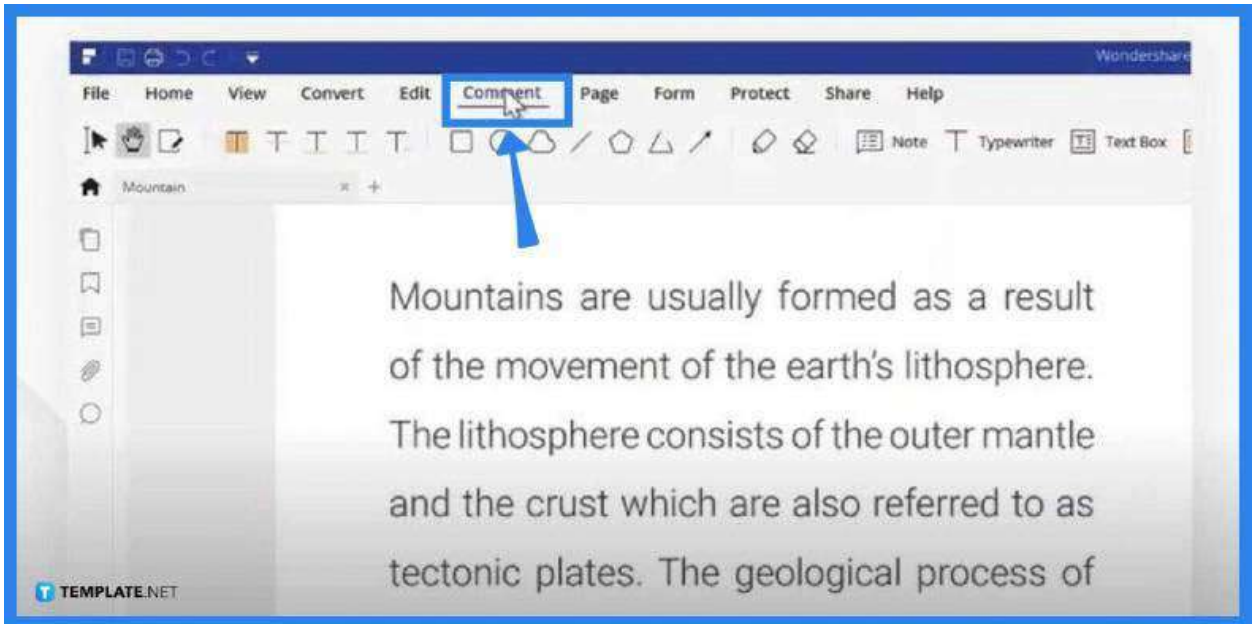 Wondershare
File Home View Convert Edit Comment Page Form Protect Share Help
Note Typewriter Text Box
Mountain
Mountains are usually formed as a result
of the movement of the earth's lithosphere.
The lithosphere consists of the outer mantle
and the crust which are also referred to as
tectonic plates. The geological process of
TEMPLATE.NET